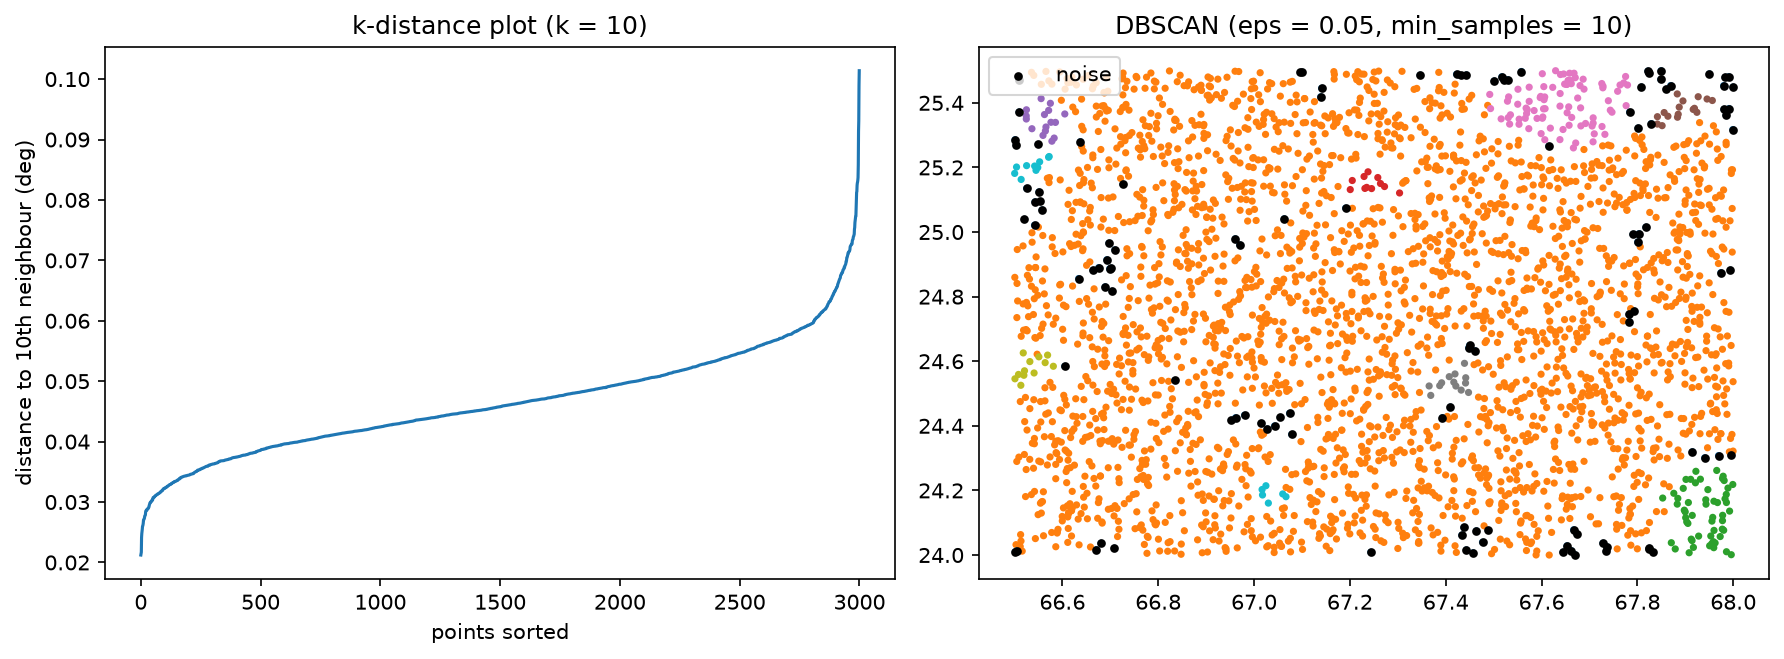 k-distance plot (k = 10)
distance to 10th neighbour (deg)
0.10
0.09
0.08
0.07
0.06
0.05
0.04
0.03
0.02
0 500 1000 1500 2000 2500 3000
points sorted
DBSCAN (eps = 0.05, min_samples = 10)
noise
25.4
25.2
25.0
24.8
24.6
24.4
24.2
24.0
66.6 66.8 67.0 67.2 67.4 67.6 67.8 68.0